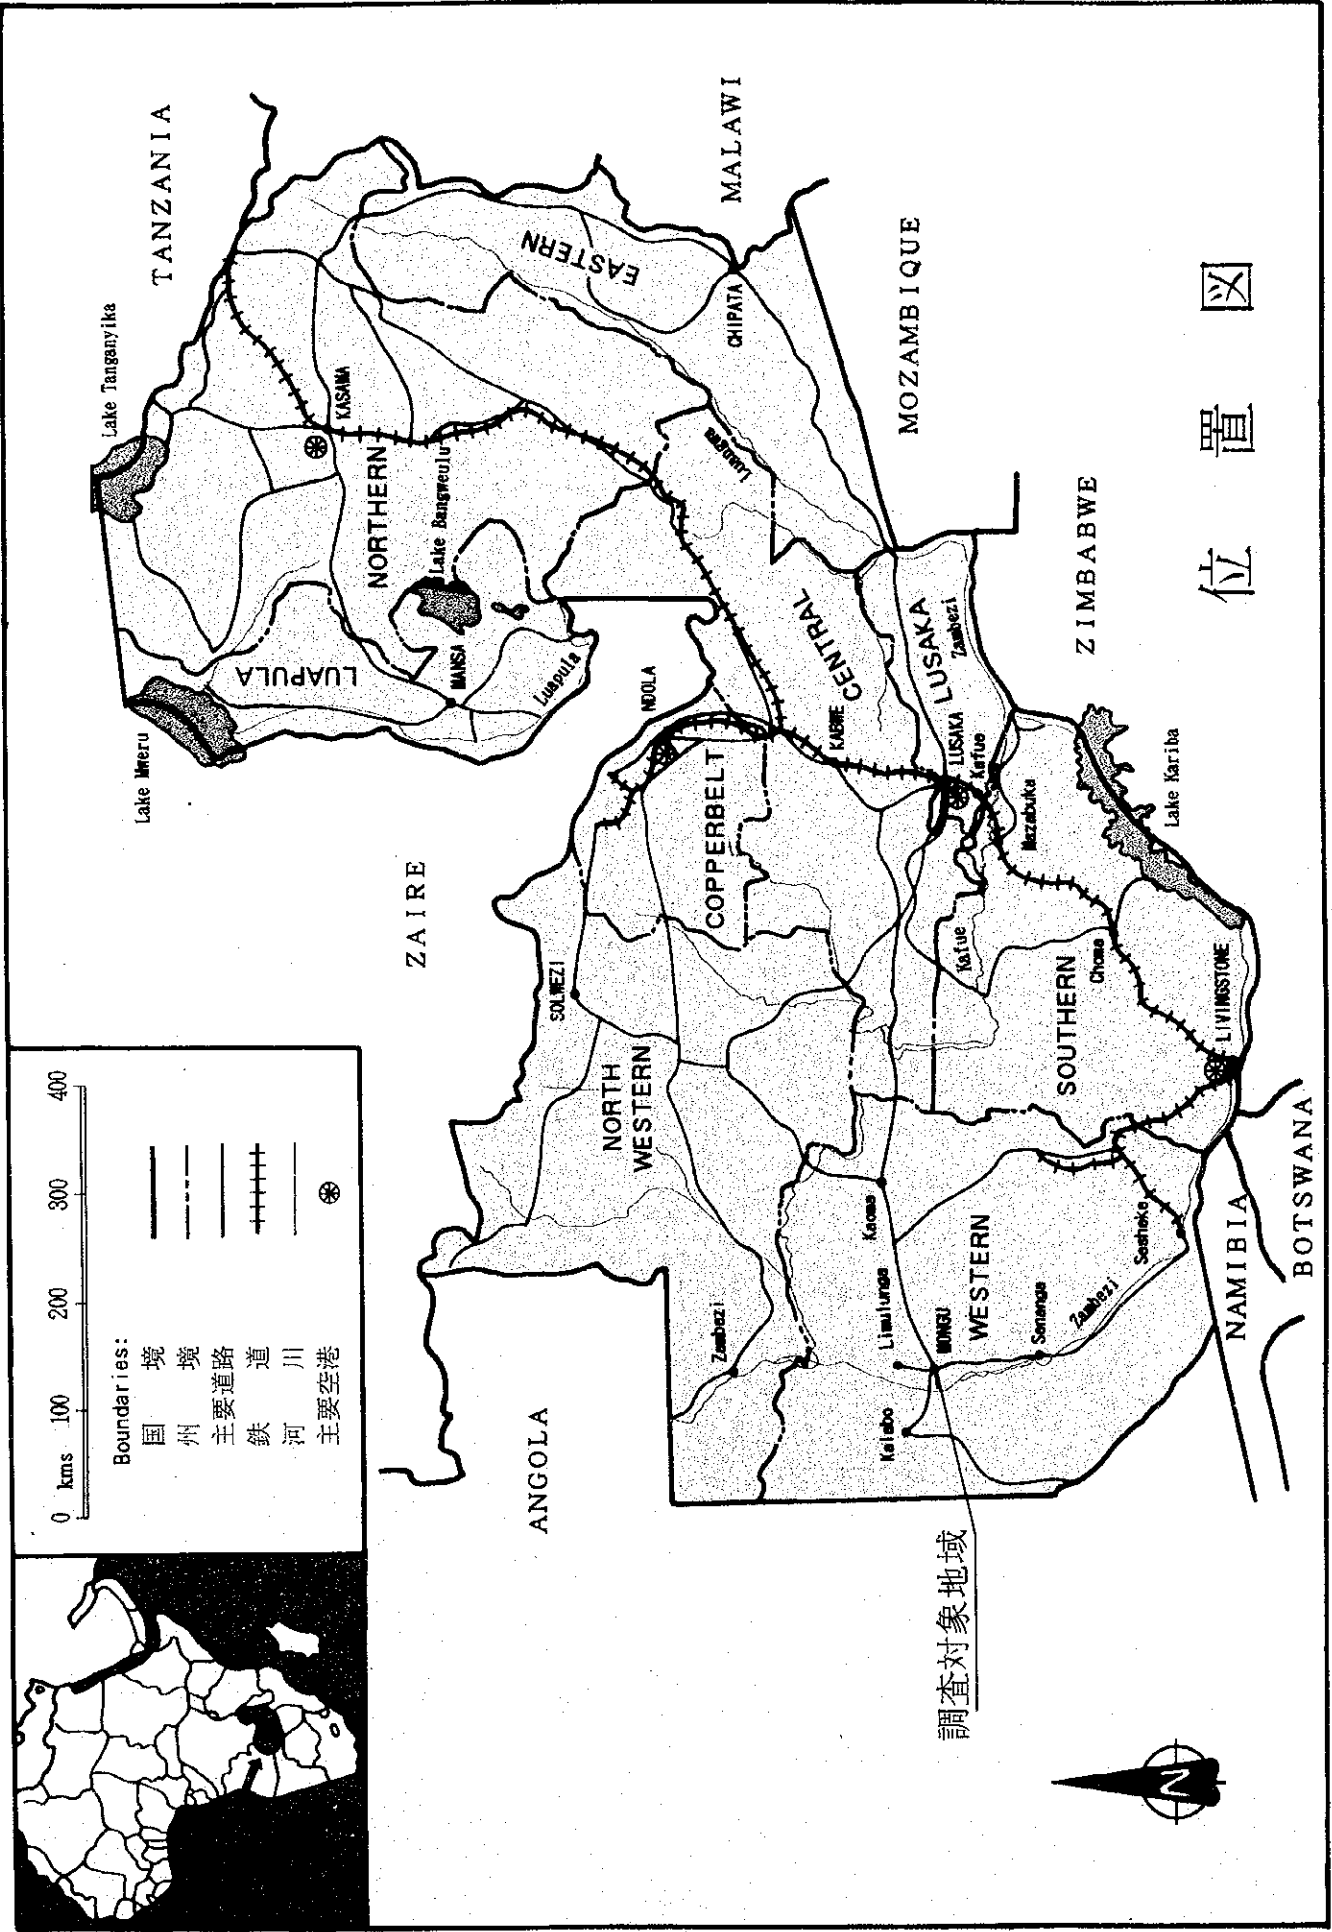 0 kms 100 200 300 400
Boundaries:
国境
州境
主要道路
鉄道
河川
主要空港
Lake Tanganyika
TANZANIA
Lake Mweru
LUAPULA
MANSA
Luapula
NORTHERN
KASAMA
Lake Bangweulu
EASTERN
CHIPATA
MALAWI
MOZAMBIQUE
Luangwa
ZAIRE
NDOLA
SOLWEZI
COPPERBELT
NORTH
WESTERN
CENTRAL
KABWE
LUSAKA
LUSAKA
Zambezi
Kafue
Mazabuka
ZIMBABWE
Lake Kariba
Kafue
SOUTHERN
Choma
LIVINGSTONE
ANGOLA
Zambezi
Kaoma
Limulunga
Kalabo
MONGU
WESTERN
Senanga
Zambezi
Sesheke
NAMIBIA
BOTSWANA
調査対象地域
N
位置図